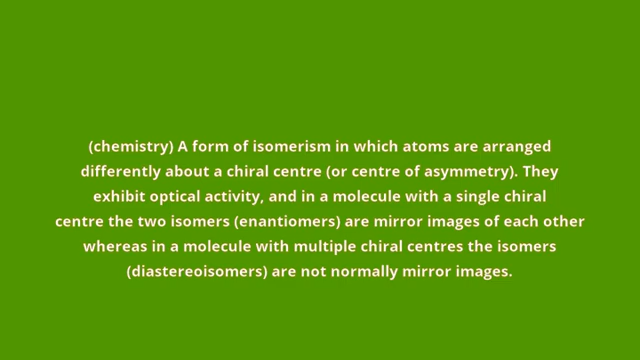 (chemistry) A form of isomerism in which atoms are arranged
differently about a chiral centre (or centre of asymmetry). They
exhibit optical activity, and in a molecule with a single chiral
centre the two isomers (enantiomers) are mirror images of each other
whereas in a molecule with multiple chiral centres the isomers
(diastereoisomers) are not normally mirror images.